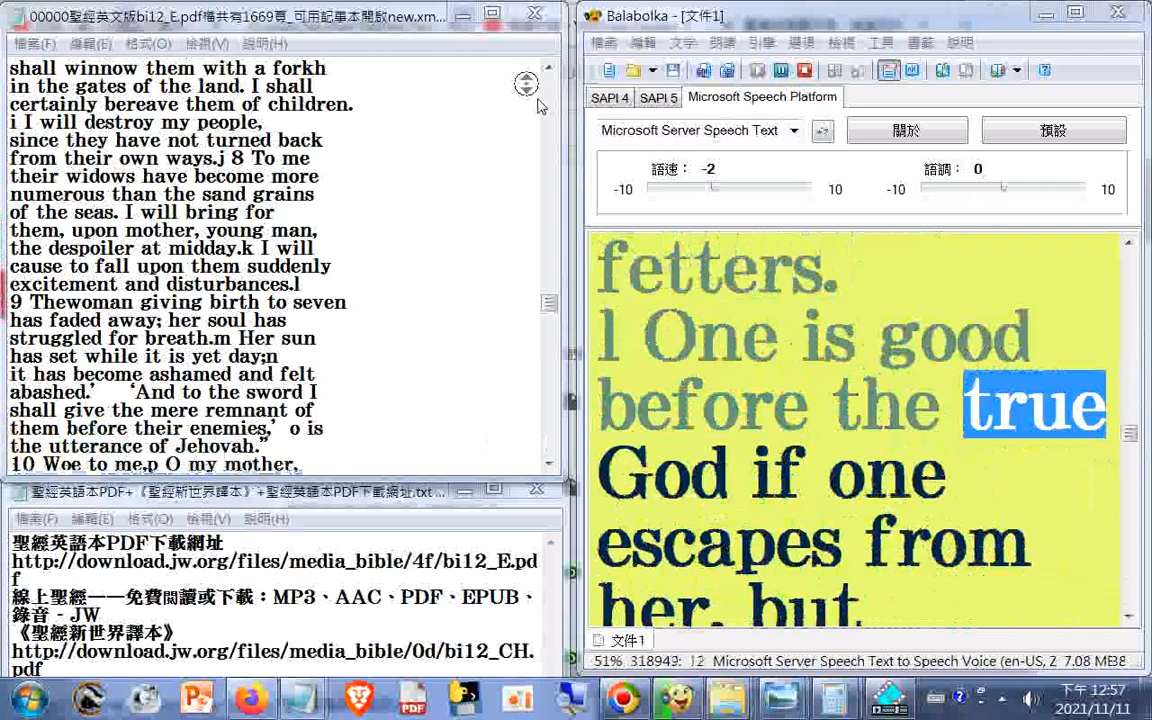 00000聖經英文版bi12_E.pdf檔共有1669頁_可用記事本開啟new.xm...
檔案(F) 編輯(E) 格式(O) 檢視(V) 說明(H)
shall winnow them with a forkh
in the gates of the land. I shall
certainly bereave them of children.
i I will destroy my people,
since they have not turned back
from their own ways.j 8 To me
their widows have become more
numerous than the sand grains
of the seas. I will bring for
them, upon mother, young man,
the despoiler at midday.k I will
cause to fall upon them suddenly
excitement and disturbances.l
9 Thewoman giving birth to seven
has faded away; her soul has
struggled for breath.m Her sun
has set while it is yet day;n
it has become ashamed and felt
abashed.’ ‘And to the sword I
shall give the mere remnant of
them before their enemies,’ o is
the utterance of Jehovah.”
10 Woe to me,p O my mother,
聖經英語本PDF+《聖經新世界譯本》+聖經英語本PDF下載網址.txt ...
檔案(F) 編輯(E) 格式(O) 檢視(V) 說明(H)
聖經英語本PDF下載網址
http://download.jw.org/files/media_bible/4f/bi12_E.pd
f
線上聖經——免費閱讀或下載：MP3、AAC、PDF、EPUB、
錄音 - JW
《聖經新世界譯本》
http://download.jw.org/files/media_bible/0d/bi12_CH.
pdf
Balabolka - [文件1]
檔案 編輯 文字 朗讀 引擎 選項 檢視 工具 書籤 說明
SAPI 4 SAPI 5 Microsoft Speech Platform
Microsoft Server Speech Text 關於 預設
語速： -2 語調： 0
-10 10 -10 10
fetters.
l One is good
before the true
God if one
escapes from
her, but
文件1
51% 318949: 12 Microsoft Server Speech Text to Speech Voice (en-US, Z 7.08 MB
下午 12:57
2021/11/11